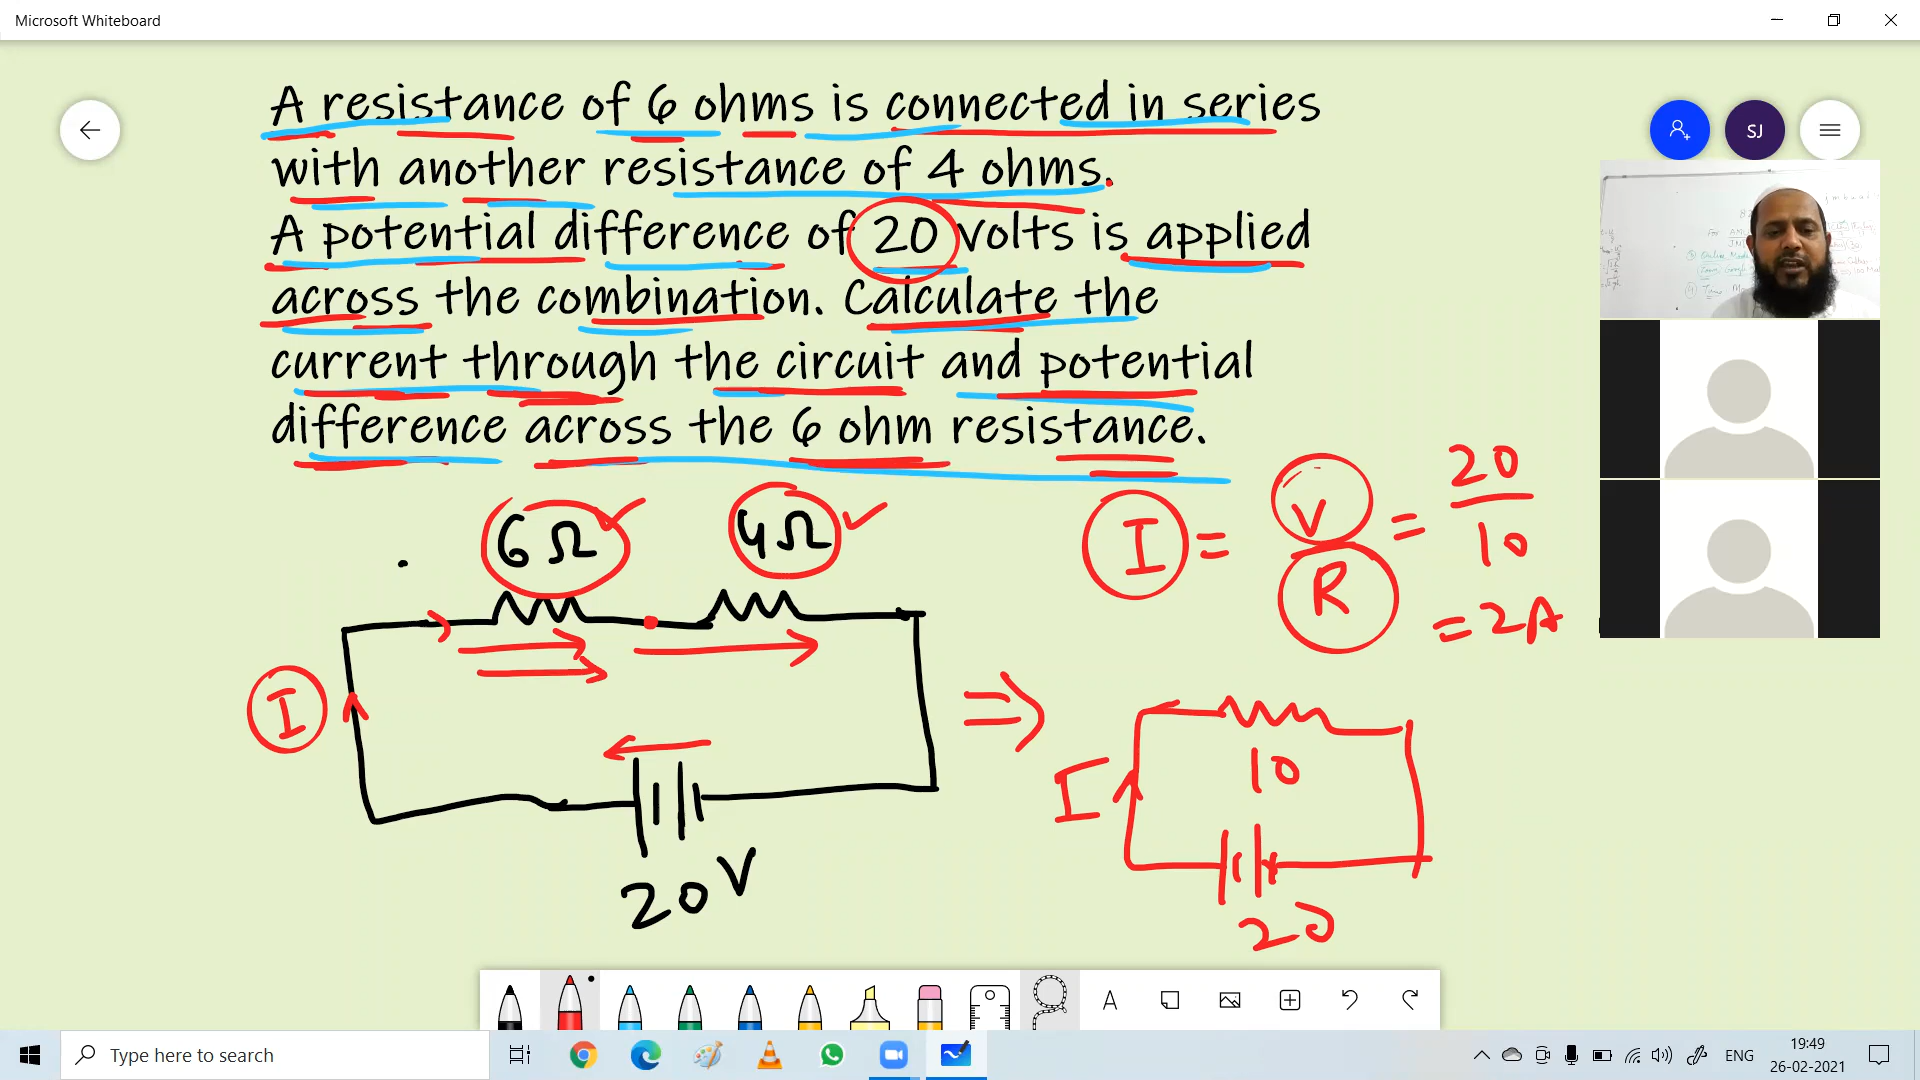 Microsoft Whiteboard
A resistance of 6 ohms is connected in series
with another resistance of 4 ohms.
A potential difference of 20 volts is applied
across the combination. Calculate the
current through the circuit and potential
difference across the 6 ohm resistance.
SJ
6 Ω
4Ω
I
20 V
I = V/R = 20/10
= 2A
I
10
20
A
Type here to search
ENG
19:49
26-02-2021